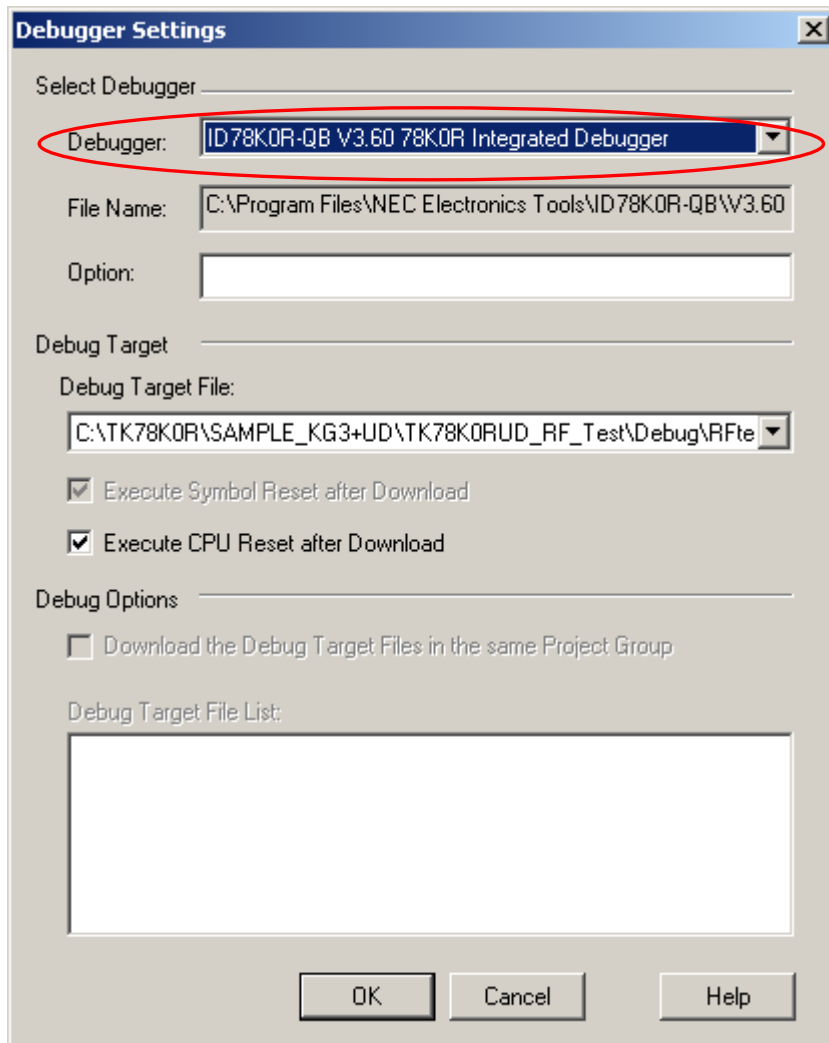 Debugger Settings
Select Debugger
Debugger: ID78K0R-QB V3.60 78K0R Integrated Debugger
File Name: C:\Program Files\NEC Electronics Tools\ID78K0R-QB\V3.60
Option:
Debug Target
Debug Target File:
C:\TK78K0R\SAMPLE_KG3+UD\TK78K0RUD_RF_Test\Debug\RFte
Execute Symbol Reset after Download
Execute CPU Reset after Download
Debug Options
Download the Debug Target Files in the same Project Group
Debug Target File List:
OK Cancel Help